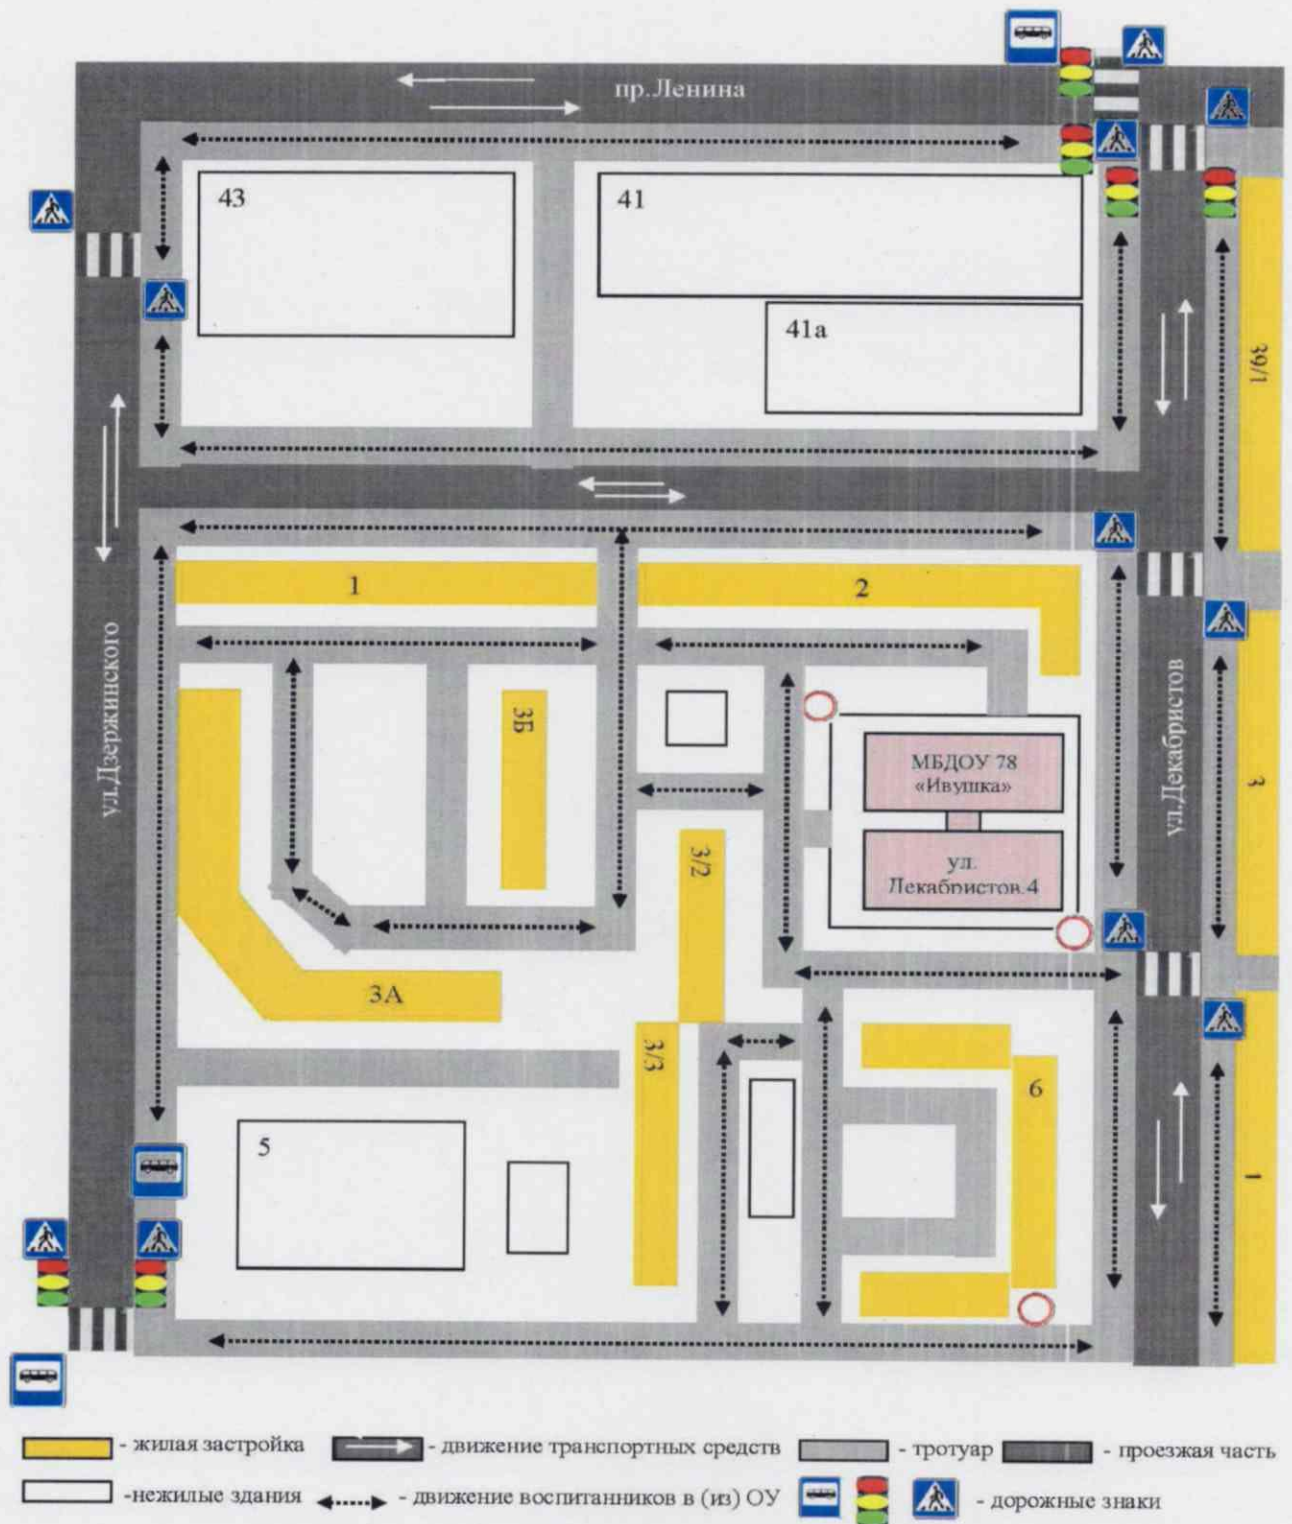 пр.Ленина
43
41
41а
39/1
1
2
ул.Дзержинского
3Б
МБДОУ 78
«Ивушка»
ул.
Декабристов.4
ул.Декабристов
3
3/2
3А
3/3
6
5
1
- жилая застройка
- движение транспортных средств
- тротуар
- проезжая часть
-нежилые здания
- движение воспитанников в (из) ОУ
- дорожные знаки